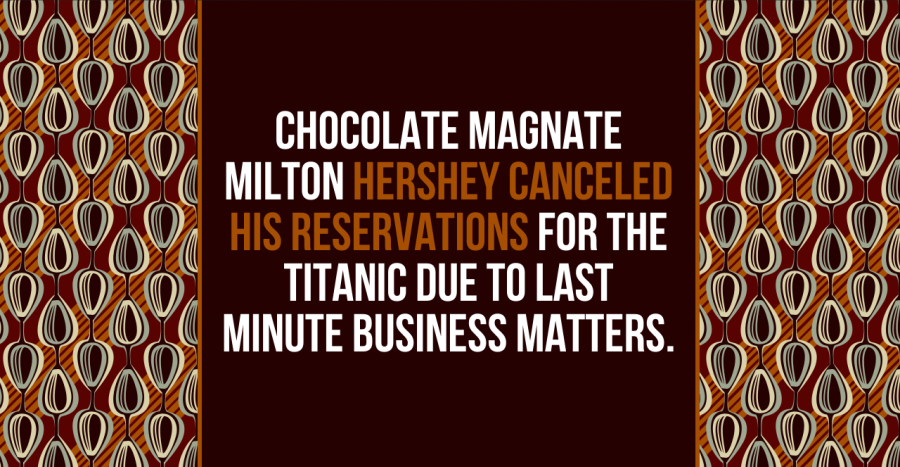 CHOCOLATE MAGNATE
MILTON HERSHEY CANCELED
HIS RESERVATIONS FOR THE
TITANIC DUE TO LAST
MINUTE BUSINESS MATTERS.